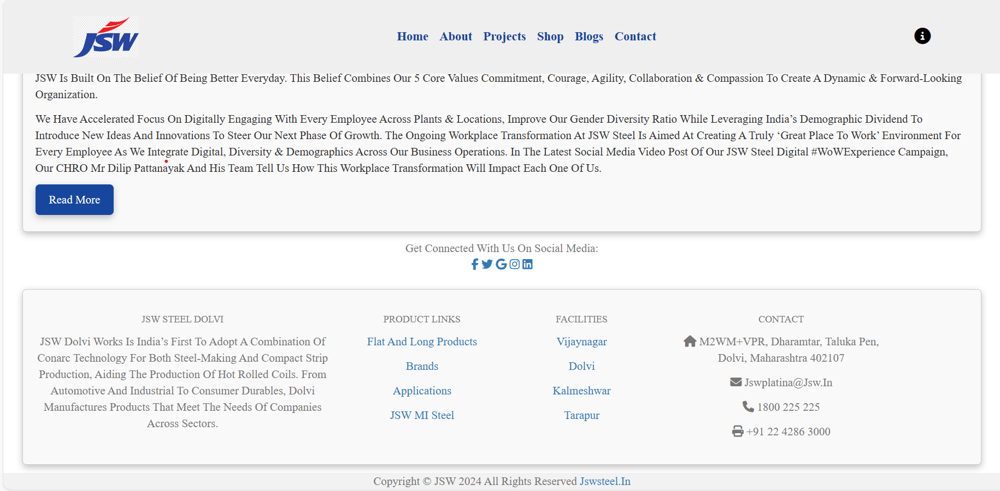 JSW
Home About Projects Shop Blogs Contact
JSW Is Built On The Belief Of Being Better Everyday. This Belief Combines Our 5 Core Values Commitment, Courage, Agility, Collaboration & Compassion To Create A Dynamic & Forward-Looking
Organization.
We Have Accelerated Focus On Digitally Engaging With Every Employee Across Plants & Locations, Improve Our Gender Diversity Ratio While Leveraging India’s Demographic Dividend To
Introduce New Ideas And Innovations To Steer Our Next Phase Of Growth. The Ongoing Workplace Transformation At JSW Steel Is Aimed At Creating A Truly ‘Great Place To Work’ Environment For
Every Employee As We Integrate Digital, Diversity & Demographics Across Our Business Operations. In The Latest Social Media Video Post Of Our JSW Steel Digital #WoWExperience Campaign,
Our CHRO Mr Dilip Pattanayak And His Team Tell Us How This Workplace Transformation Will Impact Each One Of Us.
Read More
Get Connected With Us On Social Media:
JSW STEEL DOLVI
JSW Dolvi Works Is India’s First To Adopt A Combination Of
Conarc Technology For Both Steel-Making And Compact Strip
Production, Aiding The Production Of Hot Rolled Coils. From
Automotive And Industrial To Consumer Durables, Dolvi
Manufactures Products That Meet The Needs Of Companies
Across Sectors.
PRODUCT LINKS
Flat And Long Products
Brands
Applications
JSW MI Steel
FACILITIES
Vijaynagar
Dolvi
Kalmeshwar
Tarapur
CONTACT
M2WM+VPR, Dharamtar, Taluka Pen,
Dolvi, Maharashtra 402107
Jswplatina@Jsw.In
1800 225 225
+91 22 4286 3000
Copyright © JSW 2024 All Rights Reserved Jswsteel.In